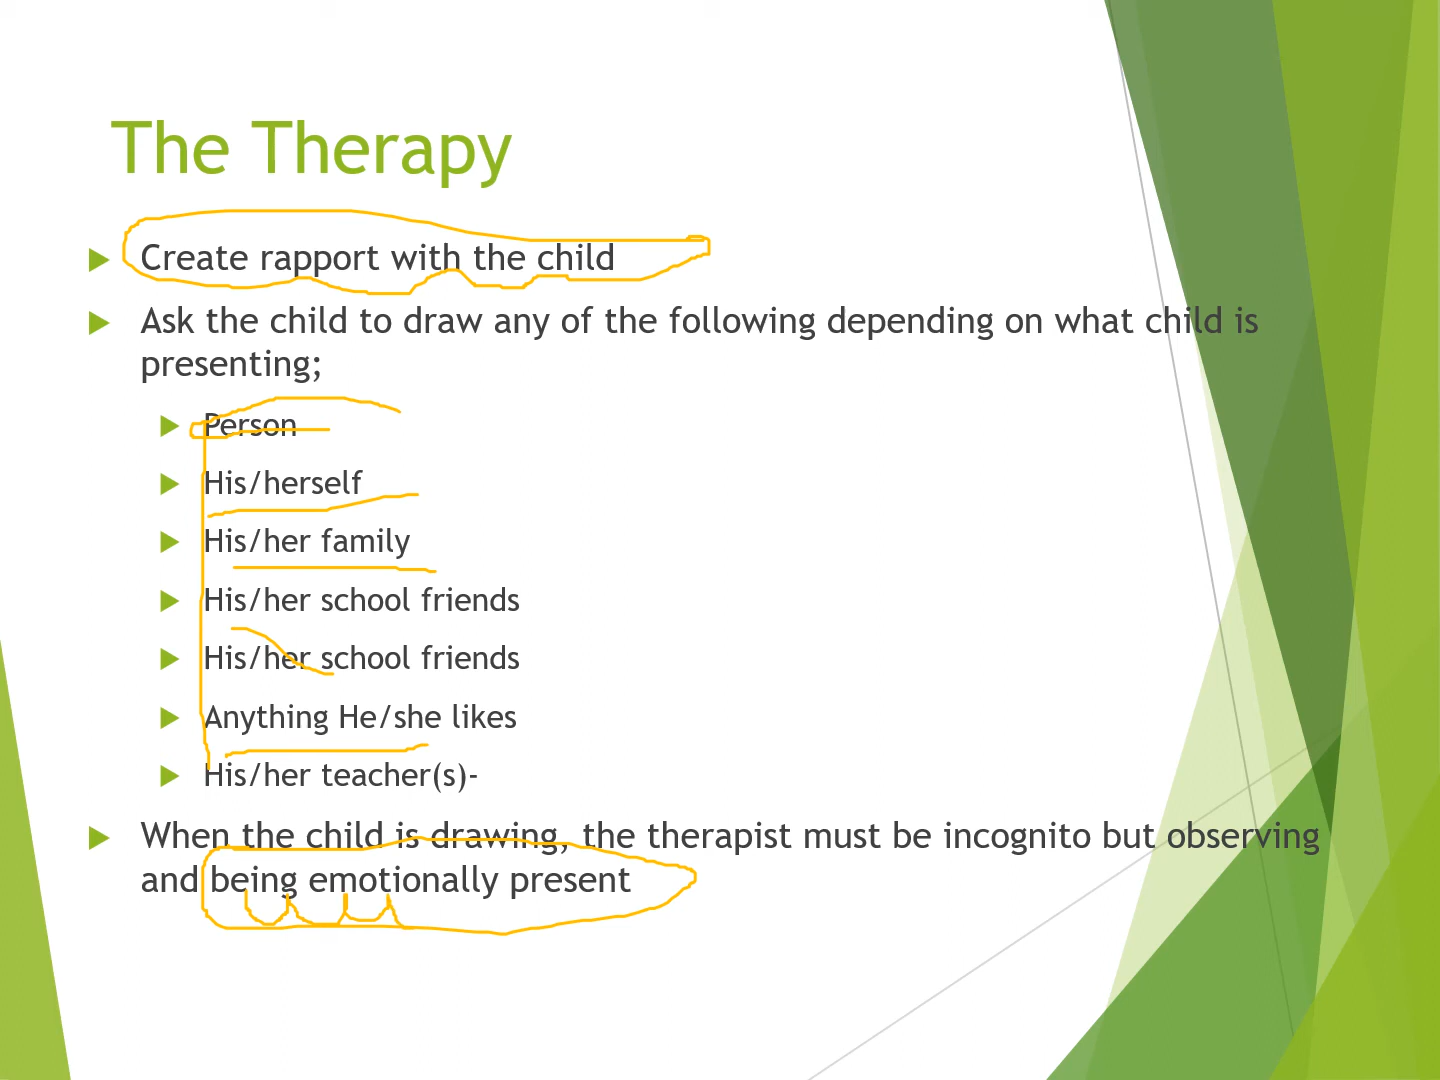 The Therapy
Create rapport with the child
Ask the child to draw any of the following depending on what child is
presenting;
Person
His/herself
His/her family
His/her school friends
His/her school friends
Anything He/she likes
His/her teacher(s)-
When the child is drawing, the therapist must be incognito but observing
and being emotionally present